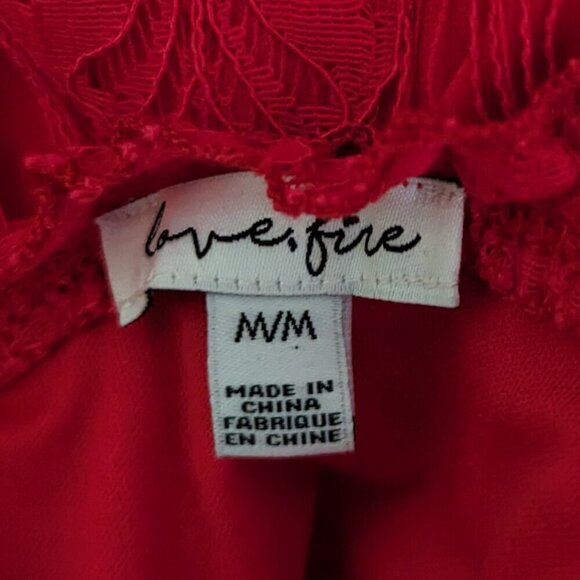 love, fire
M/M
MADE IN
CHINA
FABRIQUE
EN CHINE